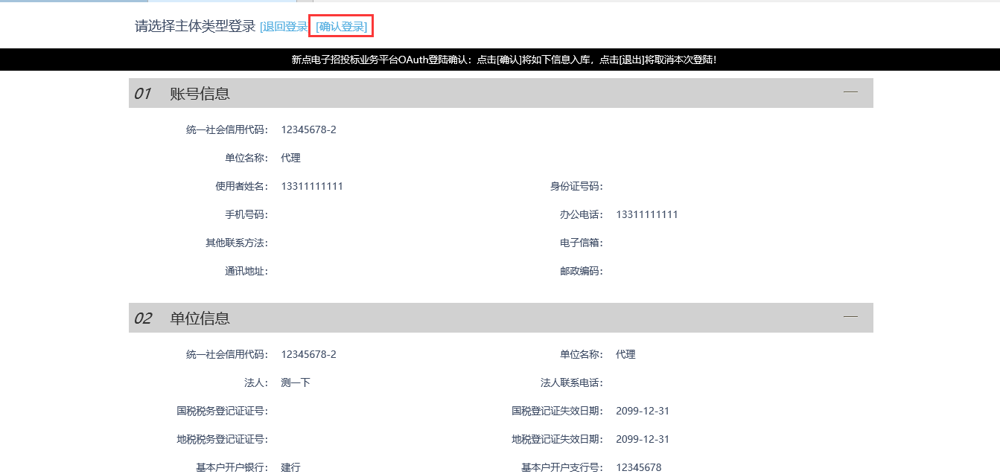 请选择主体类型登录 [退回登录] [确认登录]
新点电子招投标业务平台OAuth登陆确认：点击[确认]将如下信息入库，点击[退出]将取消本次登陆！
01 账号信息
统一社会信用代码： 12345678-2
单位名称： 代理
使用者姓名： 13311111111 身份证号码：
手机号码： 办公电话： 13311111111
其他联系方法： 电子信箱：
通讯地址： 邮政编码：
02 单位信息
统一社会信用代码： 12345678-2 单位名称： 代理
法人： 测一下 法人联系电话：
国税税务登记证证号： 国税登记证失效日期： 2099-12-31
地税税务登记证证号： 地税登记证失效日期： 2099-12-31
基本户开户银行： 建行 基本户开户支行号： 12345678